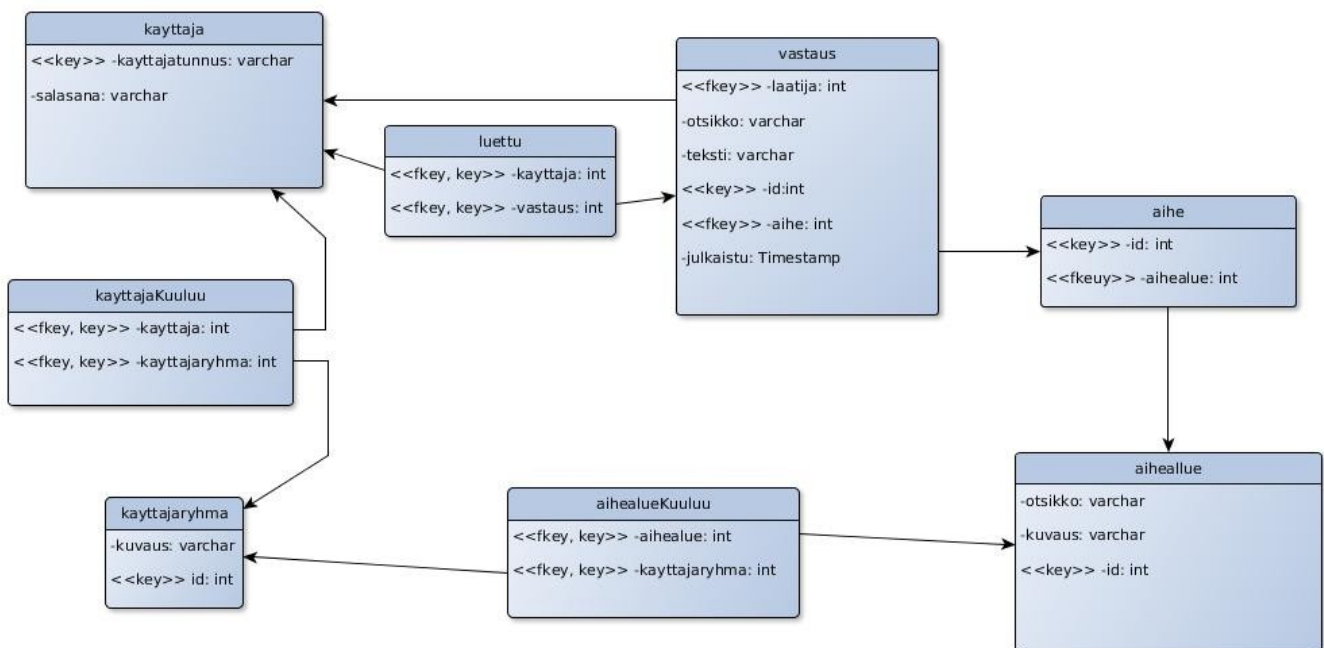 kayttaja
<<key>> -kayttajatunnus: varchar
-salasana: varchar
vastaus
<<fkey>> -laatija: int
-otsikko: varchar
-teksti: varchar
<<key>> -id:int
<<fkey>> -aihe: int
-julkaistu: Timestamp
luettu
<<fkey, key>> -kayttaja: int
<<fkey, key>> -vastaus: int
aihe
<<key>> -id: int
<<fkeuy>> -aihealue: int
kayttajaKuuluu
<<fkey, key>> -kayttaja: int
<<fkey, key>> -kayttajaryhma: int
kayttajaryhma
-kuvaus: varchar
<<key>> id: int
aihealueKuuluu
<<fkey, key>> -aihealue: int
<<fkey, key>> -kayttajaryhma: int
aiheallue
-otsikko: varchar
-kuvaus: varchar
<<key>> -id: int